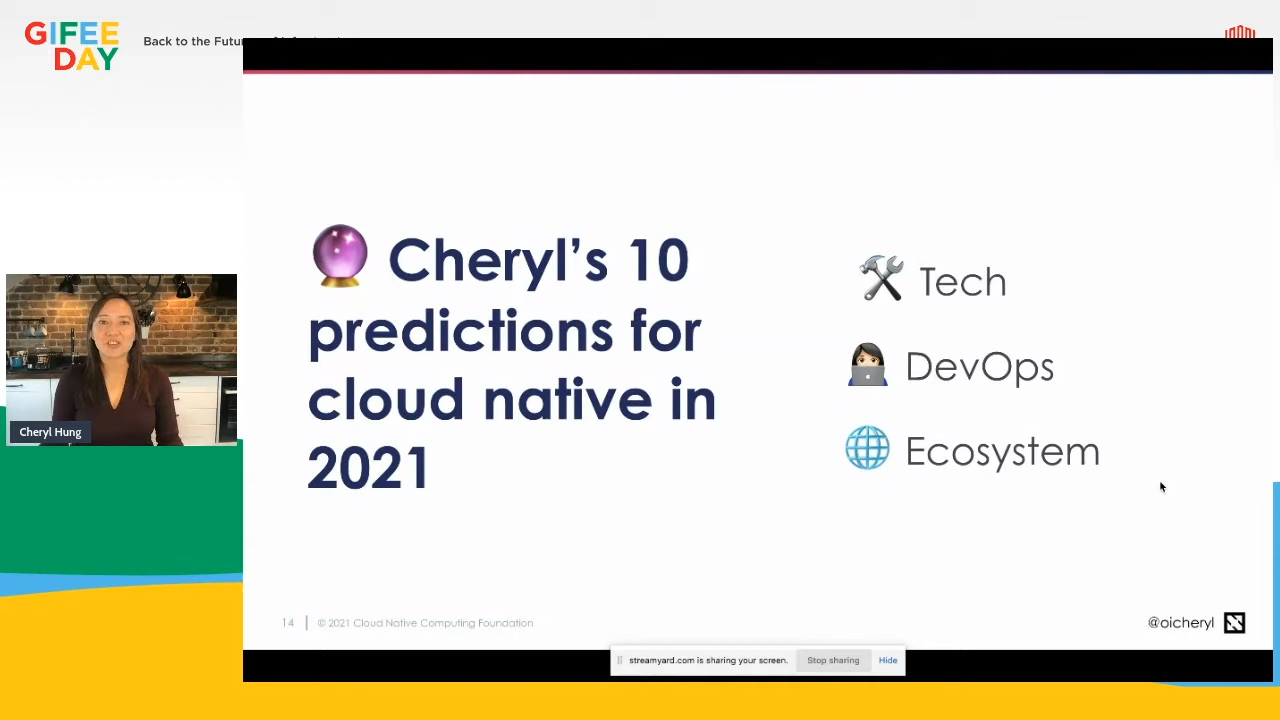 GIFEE
DAY
Back to the
Cheryl's 10
predictions for
cloud native in
2021
Tech
DevOps
Ecosystem
Cheryl Hung
14
© 2021 Cloud Native Computing Foundation
@oicheryl
streamyard.com is sharing your screen.
Stop sharing
Hide